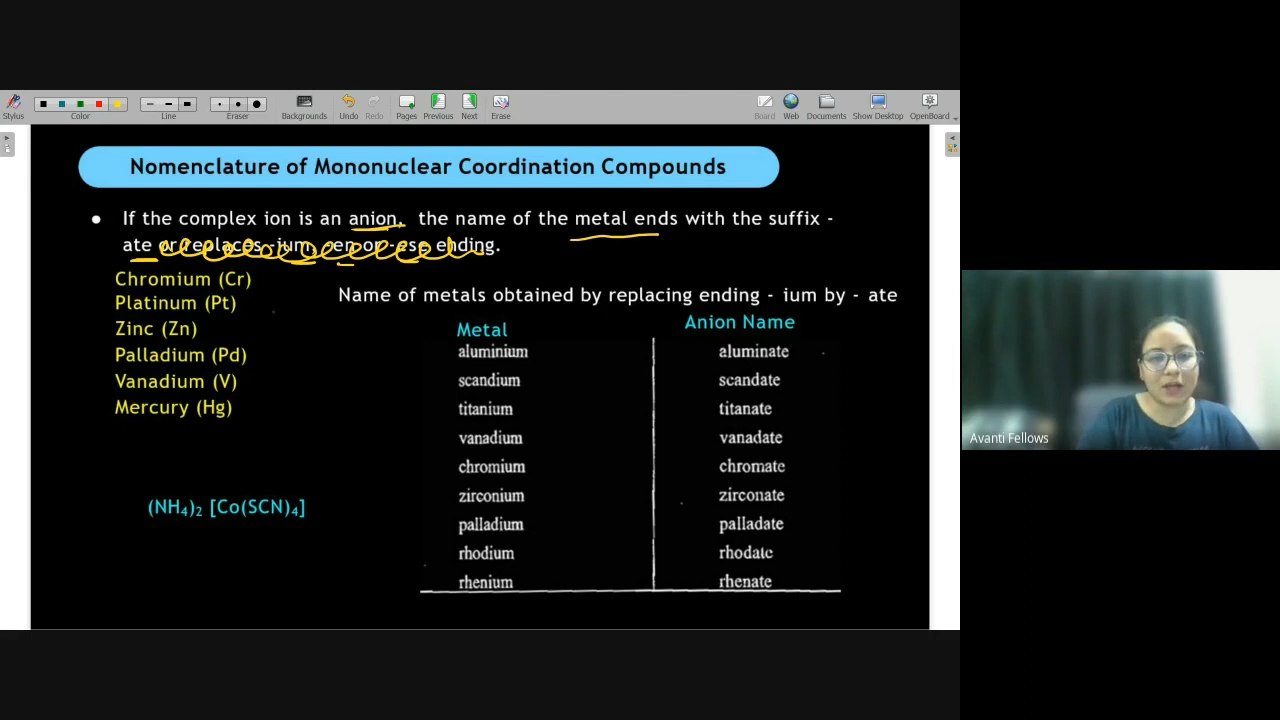 Stylus
Color
Line
Eraser
Backgrounds
Undo
Redo
Pages
Previous
Next
Erase
Board
Web
Documents
Show Desktop
OpenBoard
Nomenclature of Mononuclear Coordination Compounds
• If the complex ion is an anion, the name of the metal ends with the suffix -
ate or replaces -ium, -en or -ese ending.
Chromium (Cr)
Platinum (Pt)
Zinc (Zn)
Palladium (Pd)
Vanadium (V)
Mercury (Hg)
(NH₄)₂ [Co(SCN)₄]
Name of metals obtained by replacing ending - ium by - ate
Metal Anion Name
aluminium aluminate
scandium scandate
titanium titanate
vanadium vanadate
chromium chromate
zirconium zirconate
palladium palladate
rhodium rhodate
rhenium rhenate
Avanti Fellows